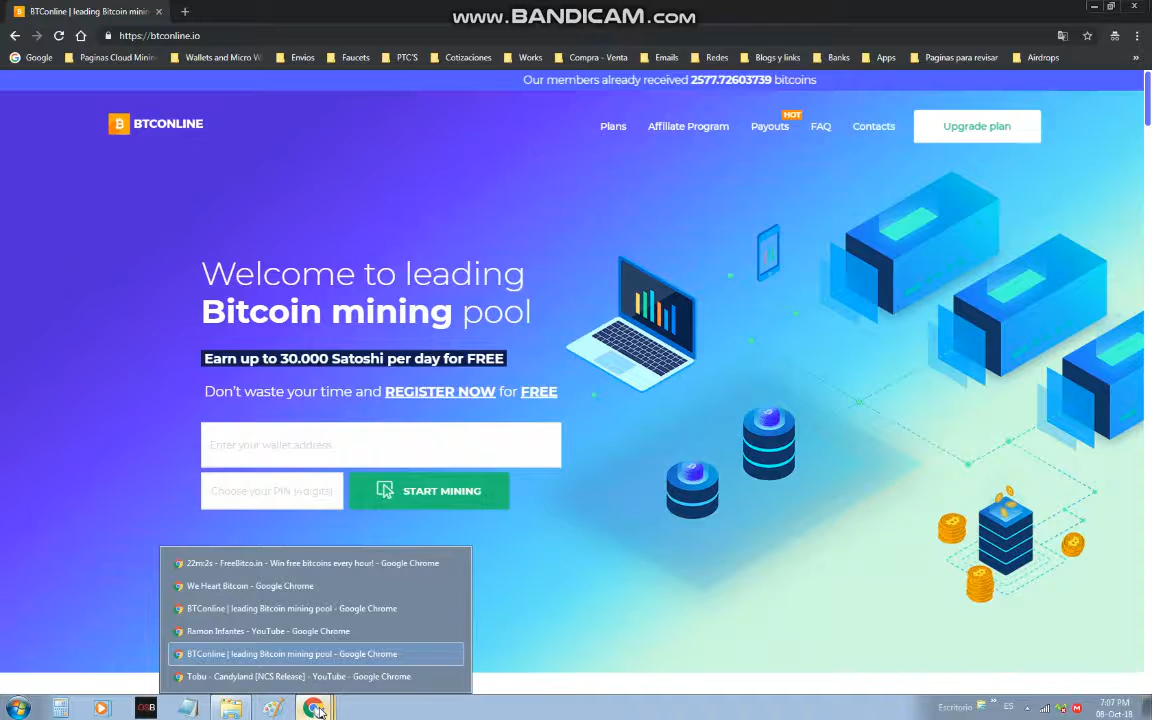 BTConline | leading Bitcoin minin
www.BANDICAM.com
https://btconline.io
Google
Paginas Cloud Minin
Wallets and Micro W
Envios
Faucets
PTC'S
Cotizaciones
Works
Compra - Venta
Emails
Redes
Blogs y links
Banks
Apps
Paginas para revisar
Airdrops
»
Our members already received 2577.72603739 bitcoins
BTCONLINE
Plans
Affiliate Program
Payouts
HOT
FAQ
Contacts
Upgrade plan
Welcome to leading
Bitcoin mining pool
Earn up to 30.000 Satoshi per day for FREE
Don't waste your time and REGISTER NOW for FREE
Enter your wallet address
Choose your PIN (4digits)
START MINING
22m:2s - FreeBitco.in - Win free bitcoins every hour! - Google Chrome
We Heart Bitcoin - Google Chrome
BTConline | leading Bitcoin mining pool - Google Chrome
Ramon Infantes - YouTube - Google Chrome
BTConline | leading Bitcoin mining pool - Google Chrome
Tobu - Candyland [NCS Release] - YouTube - Google Chrome
OSB
Escritorio
»
ES
7:07 PM
08-Oct-18